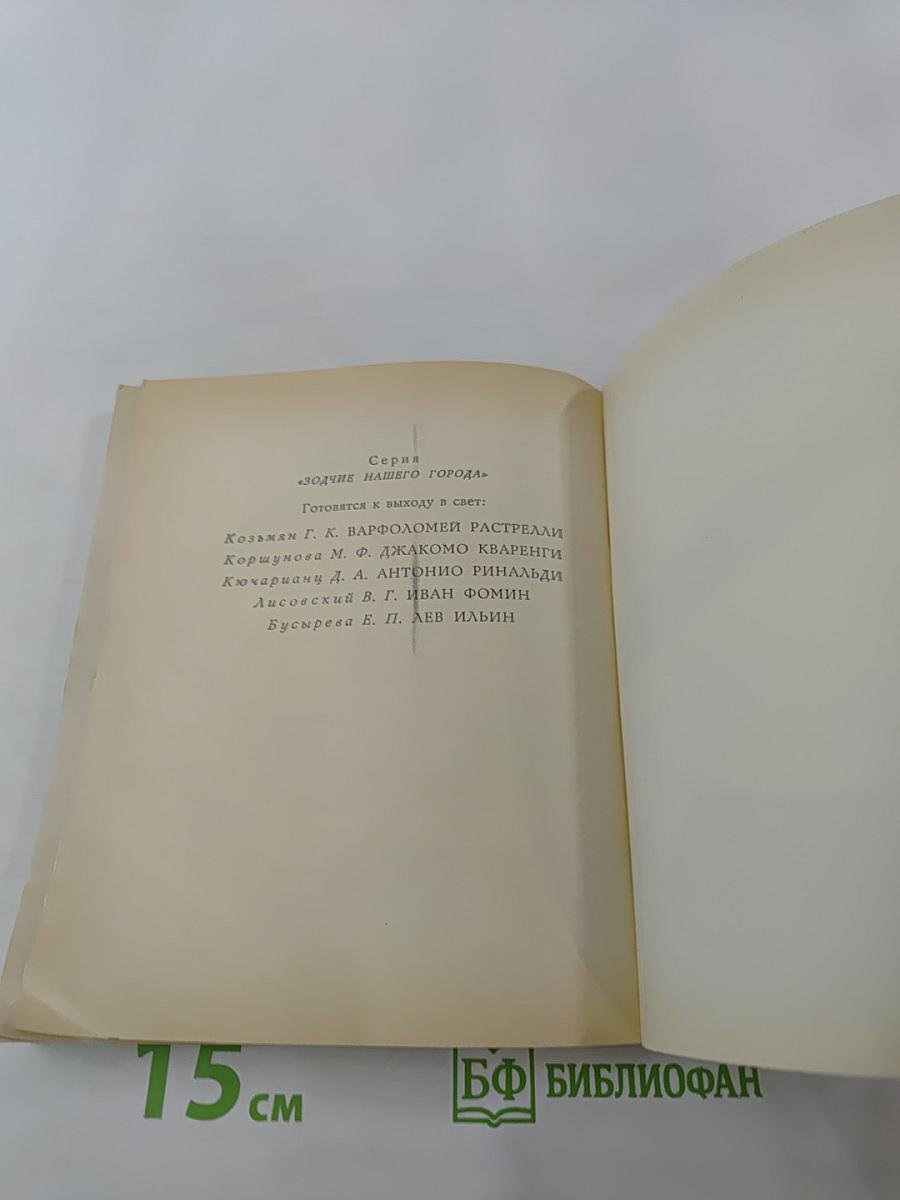 Серия
«ЗОДЧИЕ НАШЕГО ГОРОДА»
Готовятся к выходу в свет:
Козьмян Г. К. ВАРФОЛОМЕЙ РАСТРЕЛЛИ
Коршунова М. Ф. ДЖАКОМО КВАРЕНГИ
Кючарианц Д. А. АНТОНИО РИНАЛЬДИ
Лисовский В. Г. ИВАН ФОМИН
Бусырева Е. П. ЛЕВ ИЛЬИН
15 см
БФ БИБЛИОФАН